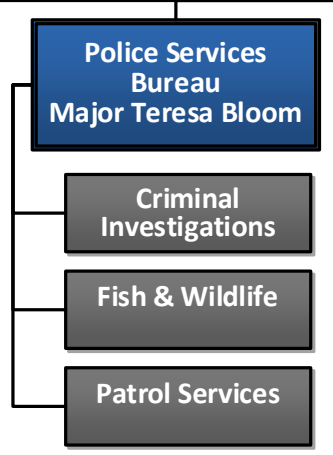 Police Services
Bureau
Major Teresa Bloom
Criminal
Investigations
Fish & Wildlife
Patrol Services